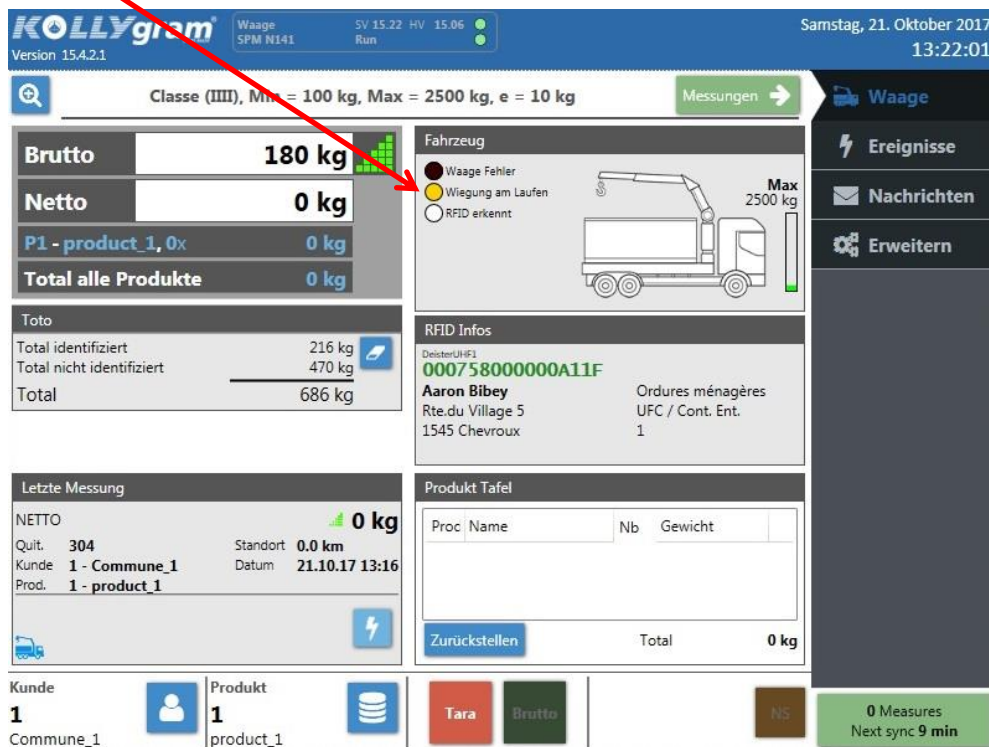 KOLLYgram
Version 15.4.2.1
Waage SV 15.22 HV 15.06
SPM N141 Run
Samstag, 21. Oktober 2017
13:22:01
Classe (IIII), Min = 100 kg, Max = 2500 kg, e = 10 kg
Messungen
Waage
Ereignisse
Nachrichten
Erweitern
Brutto 180 kg
Netto 0 kg
P1 - product_1, 0x 0 kg
Total alle Produkte 0 kg
Fahrzeug
Waage Fehler
Wiegung am Laufen
RFID erkannt
Max
2500 kg
Toto
Total identifiziert 216 kg
Total nicht identifiziert 470 kg
Total 686 kg
RFID Infos
DeisterUHF1
000758000000A11F
Aaron Bibey Ordures ménagères
Rte.du Village 5 UFC / Cont. Ent.
1545 Chevroux 1
Letzte Messung
NETTO 0 kg
Quit. 304 Standort 0.0 km
Kunde 1 - Commune_1 Datum 21.10.17 13:16
Prod. 1 - product_1
Produkt Tafel
Proc Name Nb Gewicht
Zurückstellen Total 0 kg
Kunde
1
Commune_1
Produkt
1
product_1
Tara
Brutto
NS
0 Measures
Next sync 9 min